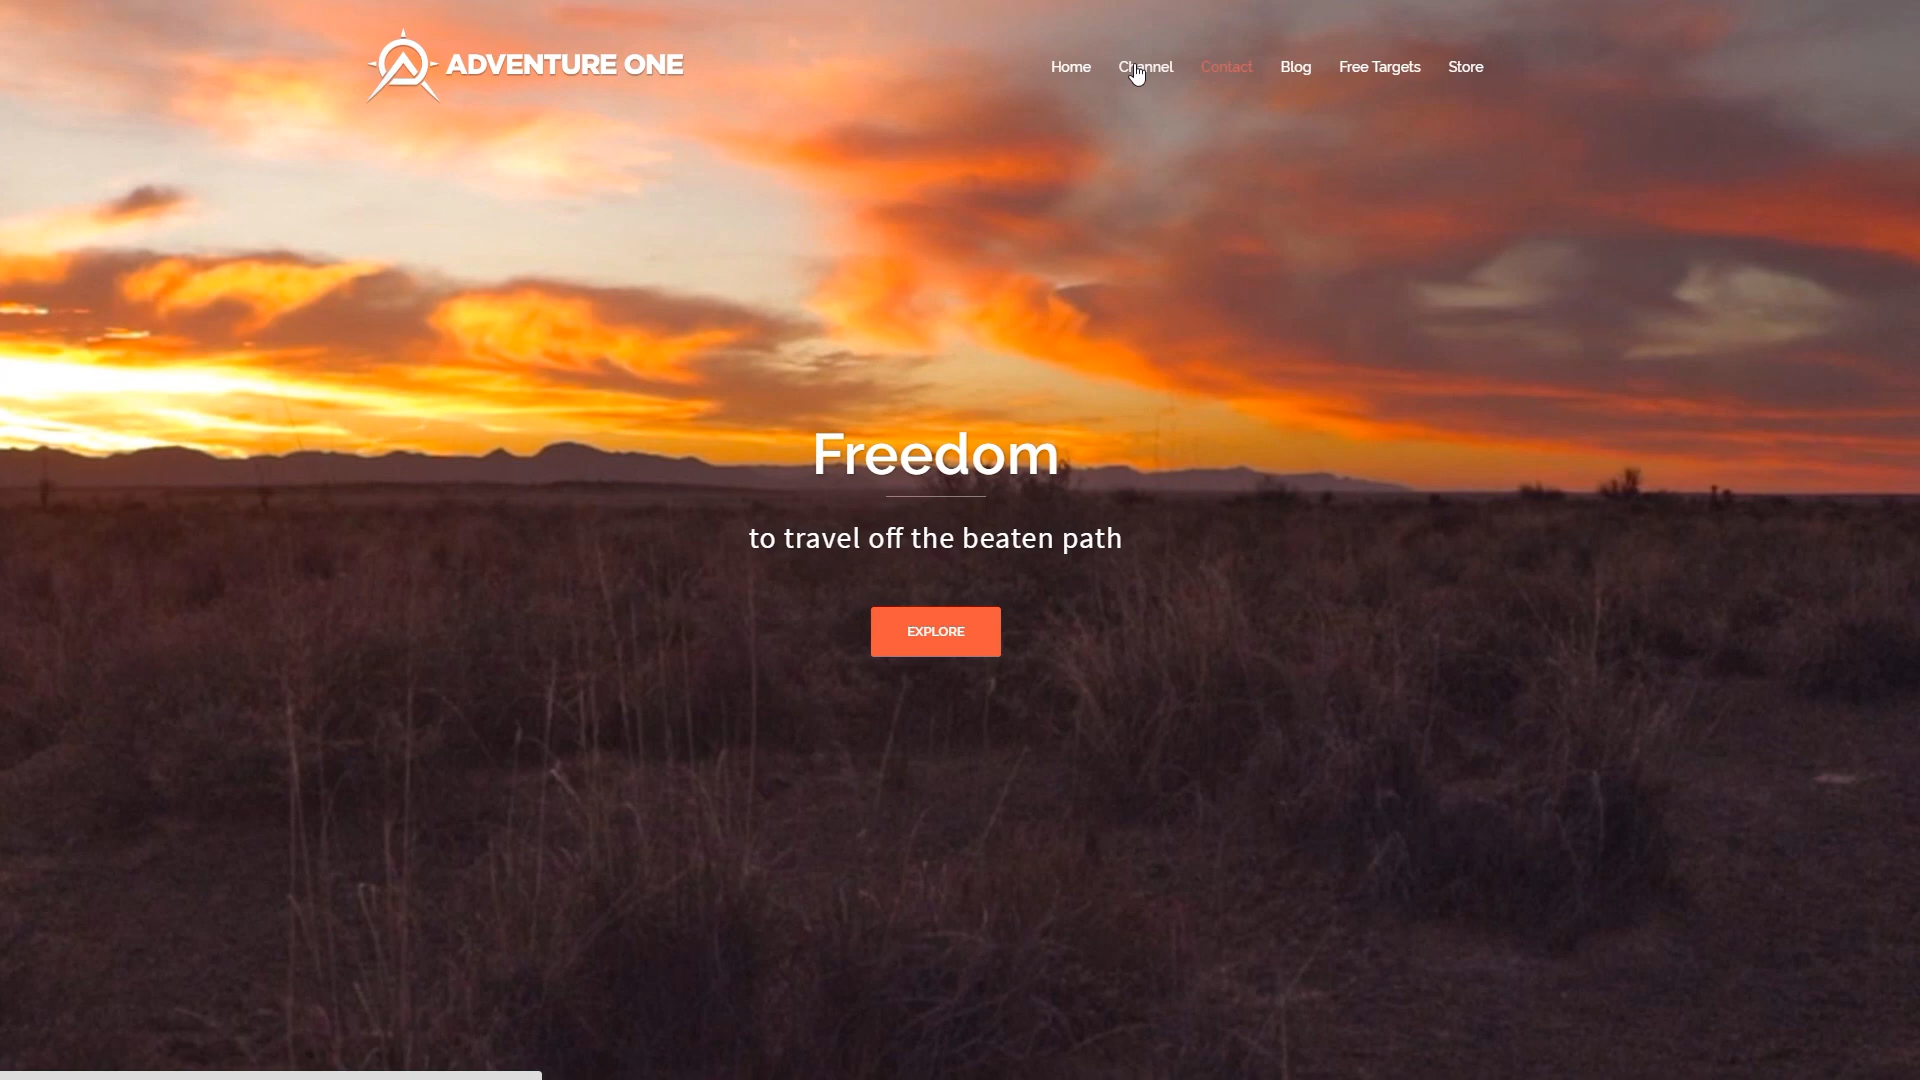 ADVENTURE ONE
Home Channel Contact Blog Free Targets Store
Freedom
to travel off the beaten path
EXPLORE